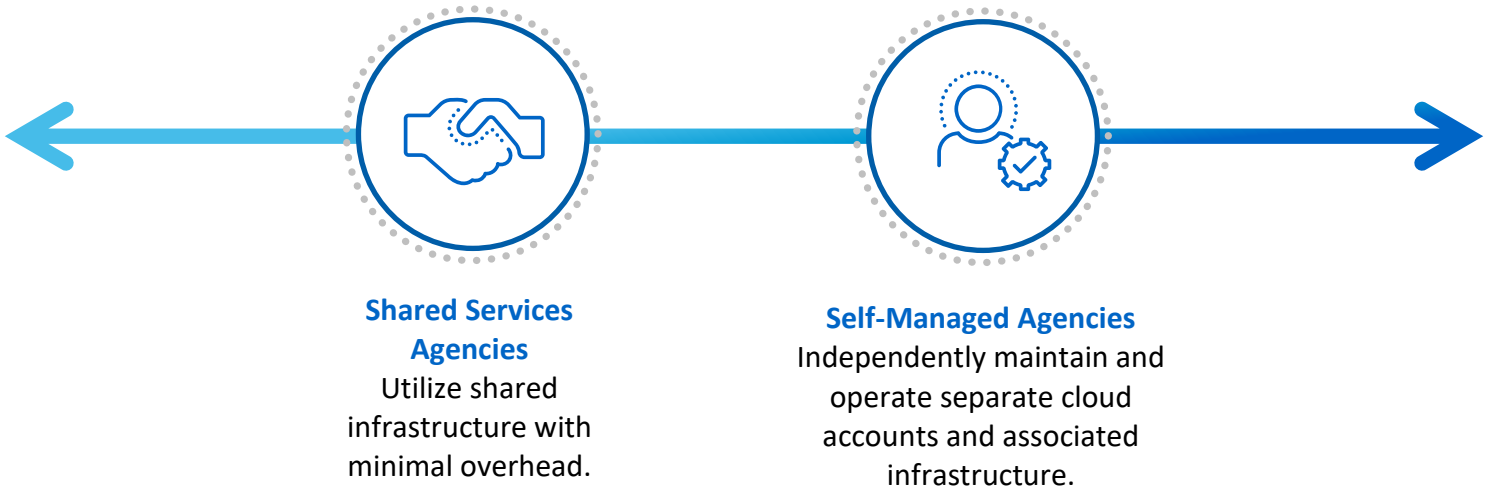 Shared Services
Agencies
Utilize shared
infrastructure with
minimal overhead.
Self-Managed Agencies
Independently maintain and
operate separate cloud
accounts and associated
infrastructure.